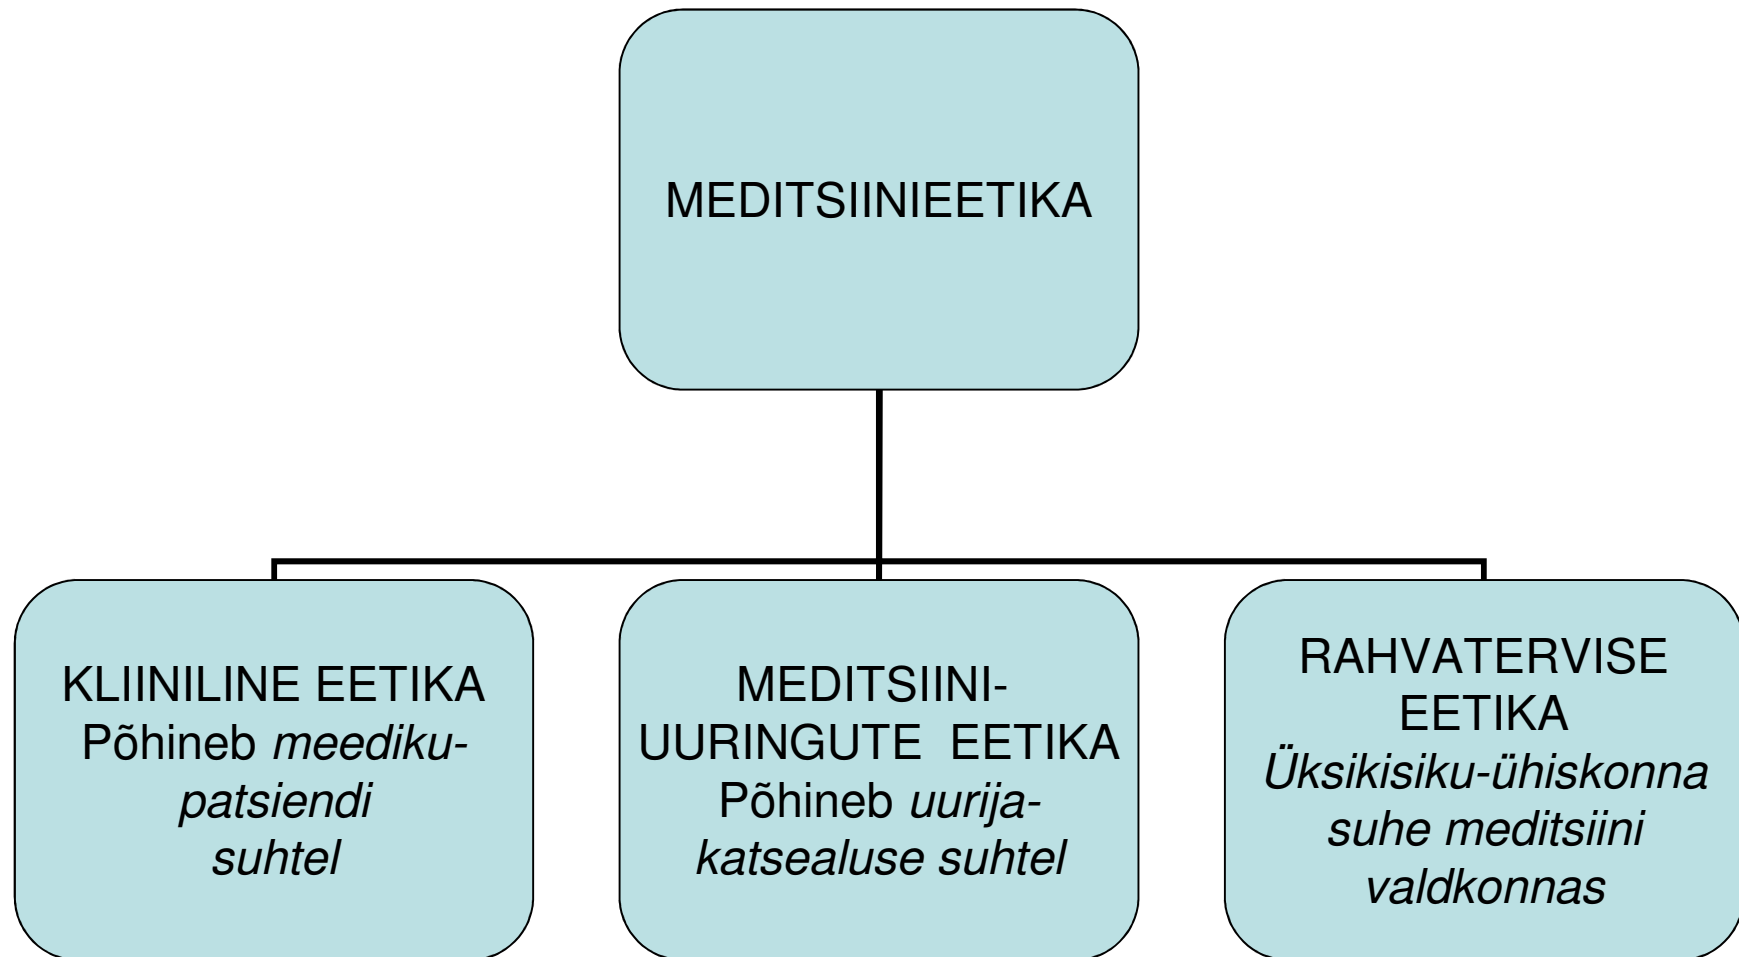 MEDITSIINIEETIKA
KLIINILINE EETIKA
Põhineb meediku-
patsiendi
suhtel
MEDITSIINI-
UURINGUTE EETIKA
Põhineb uurija-
katsealuse suhtel
RAHVATERVISE
EETIKA
Üksikisiku-ühiskonna
suhe meditsiini
valdkonnas